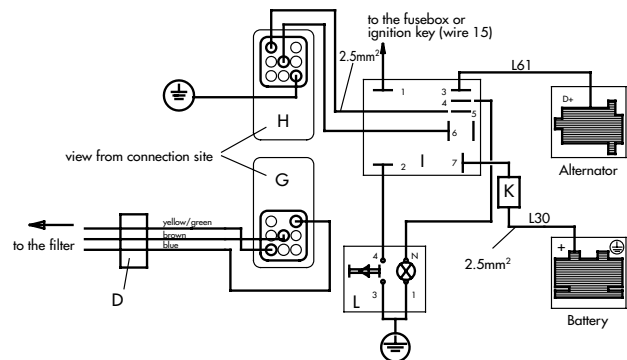 to the fusebox or
ignition key (wire 15)
2.5mm²
L61
1
3
4
5
D+
H
6
view from connection site
2
I
7
Alternator
G
K
L30
yellow/green
brown
blue
to the filter
4
N
+
2.5mm²
L
3
1
D
Battery